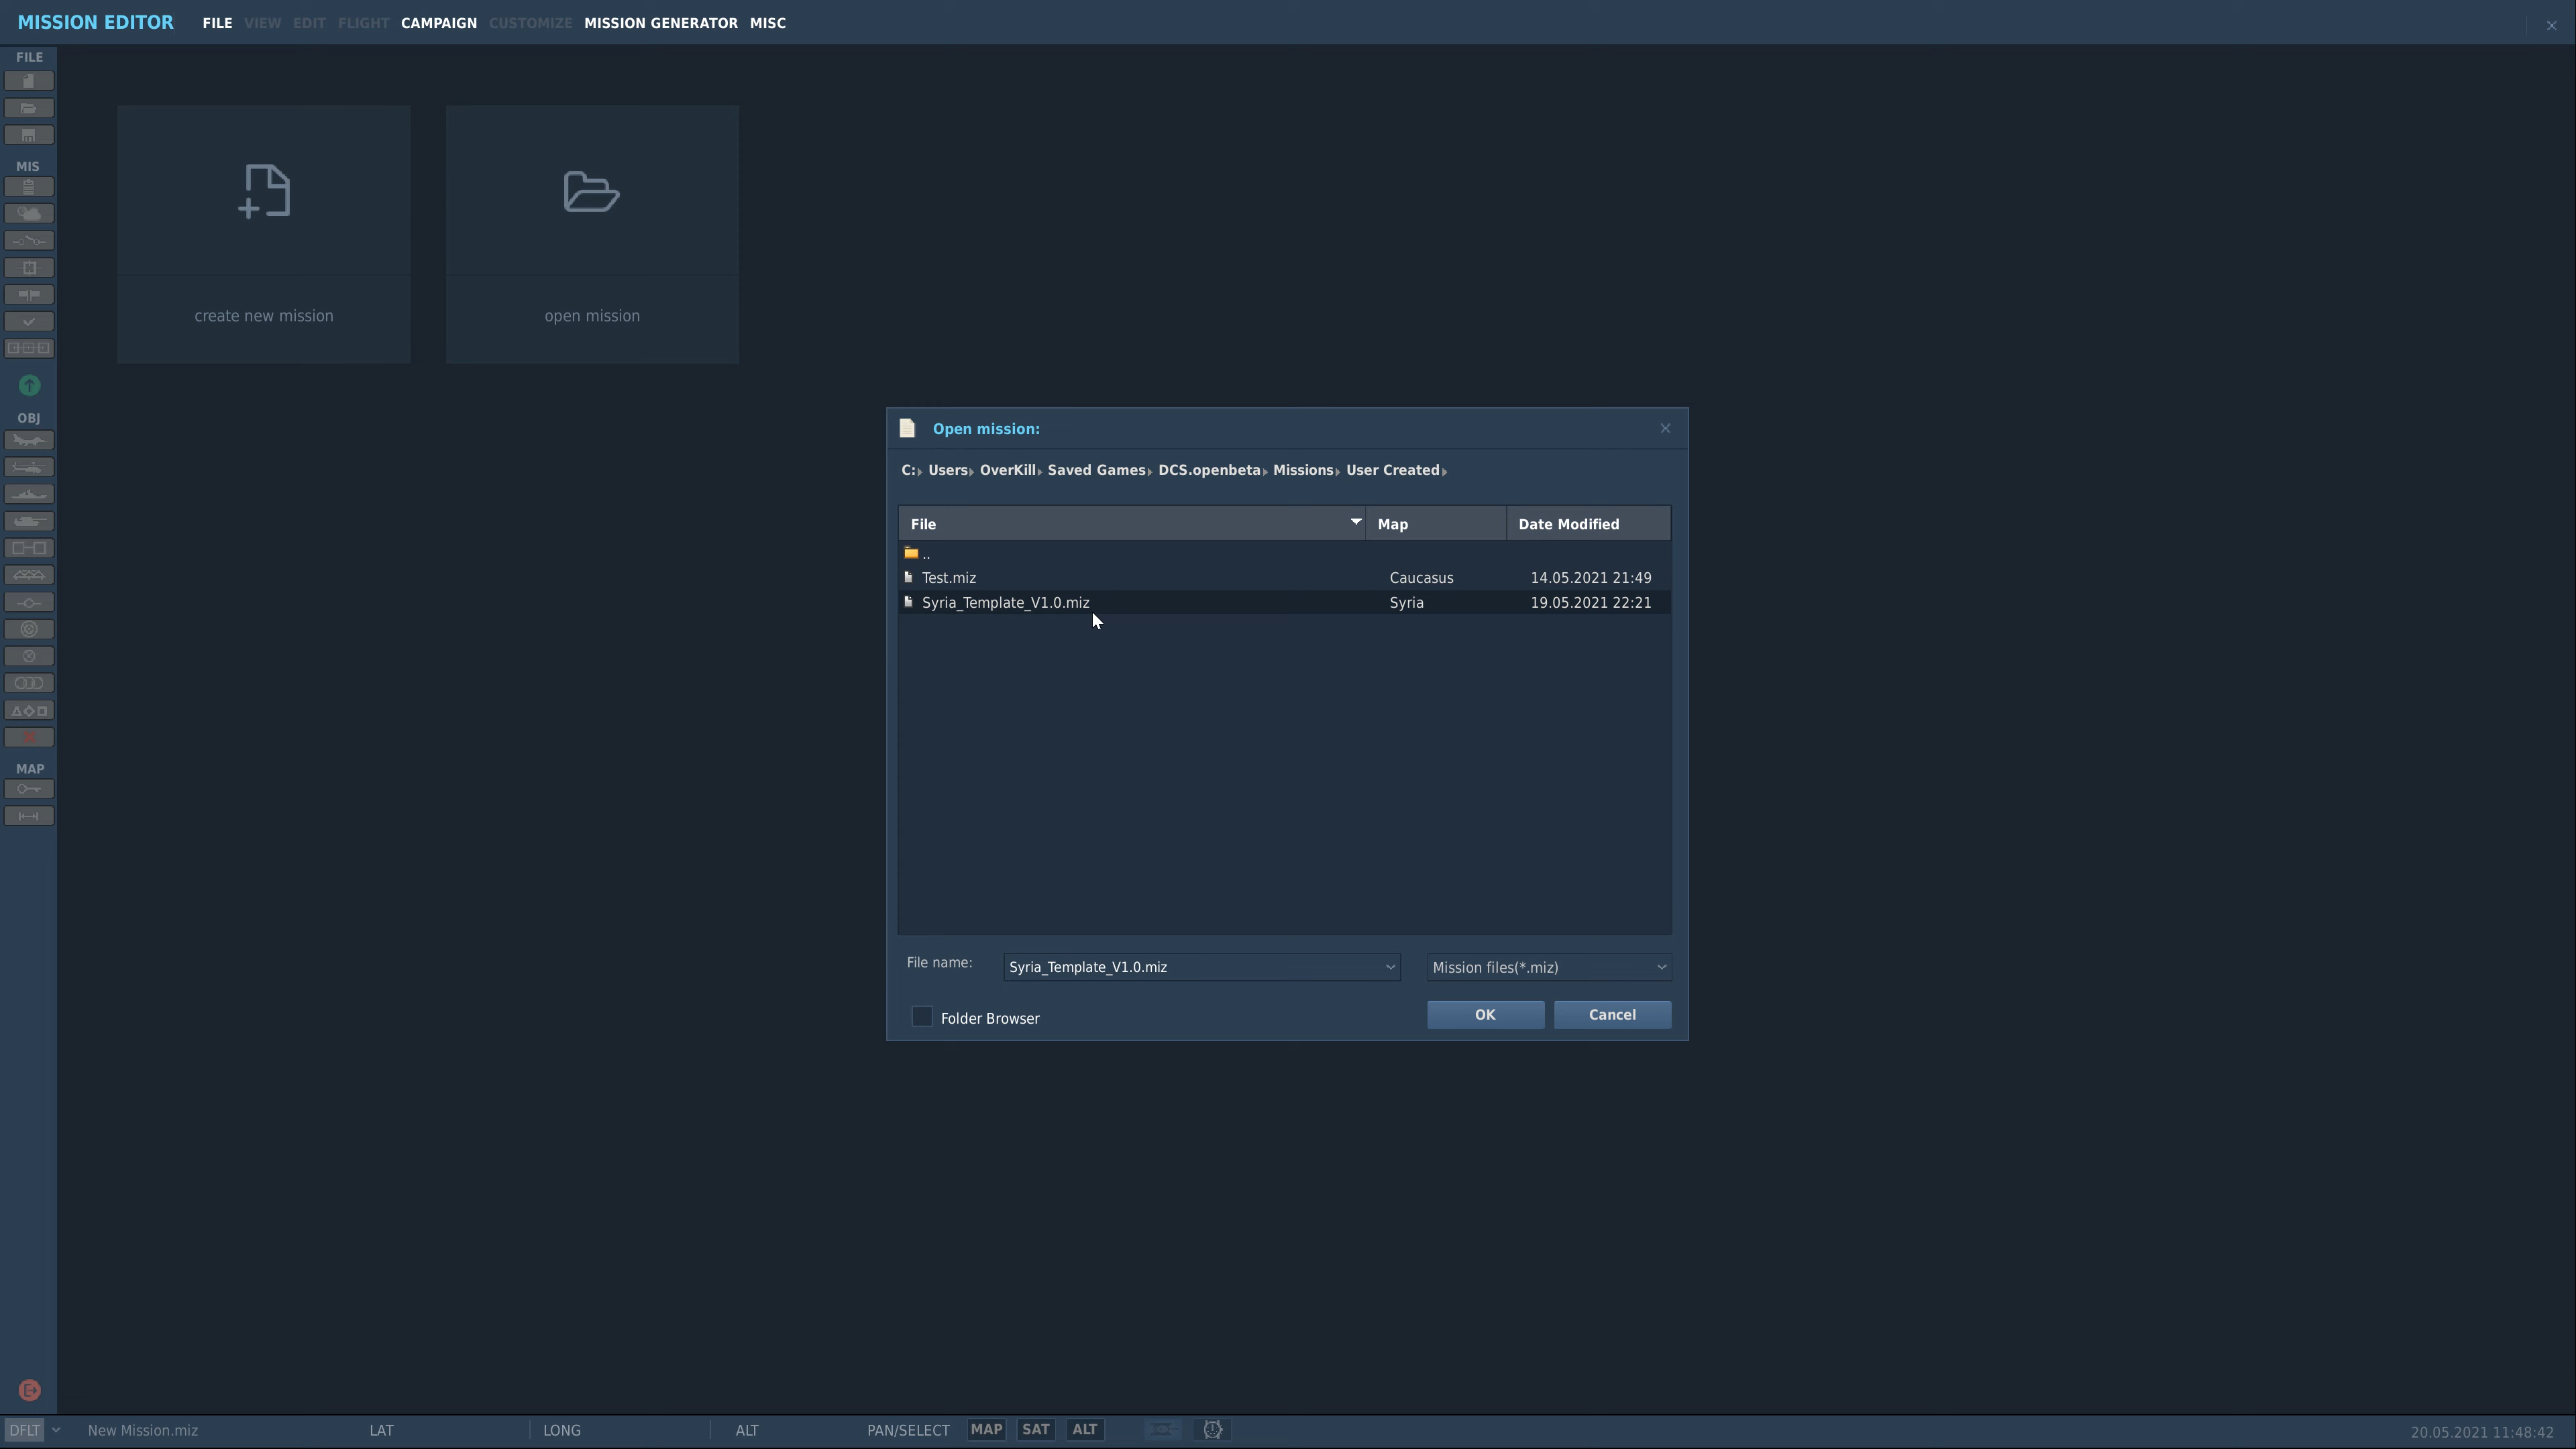 MISSION EDITOR FILE VIEW EDIT FLIGHT CAMPAIGN CUSTOMIZE MISSION GENERATOR MISC
FILE
MIS
OBJ
MAP
create new mission
open mission
Open mission:
C: Users OverKill Saved Games DCS.openbeta Missions User Created
File Map Date Modified
..
Test.miz Caucasus 14.05.2021 21:49
Syria_Template_V1.0.miz Syria 19.05.2021 22:21
File name: Syria_Template_V1.0.miz Mission files(*.miz)
Folder Browser OK Cancel
DFLT New Mission.miz LAT LONG ALT PAN/SELECT MAP SAT ALT 20.05.2021 11:48:42